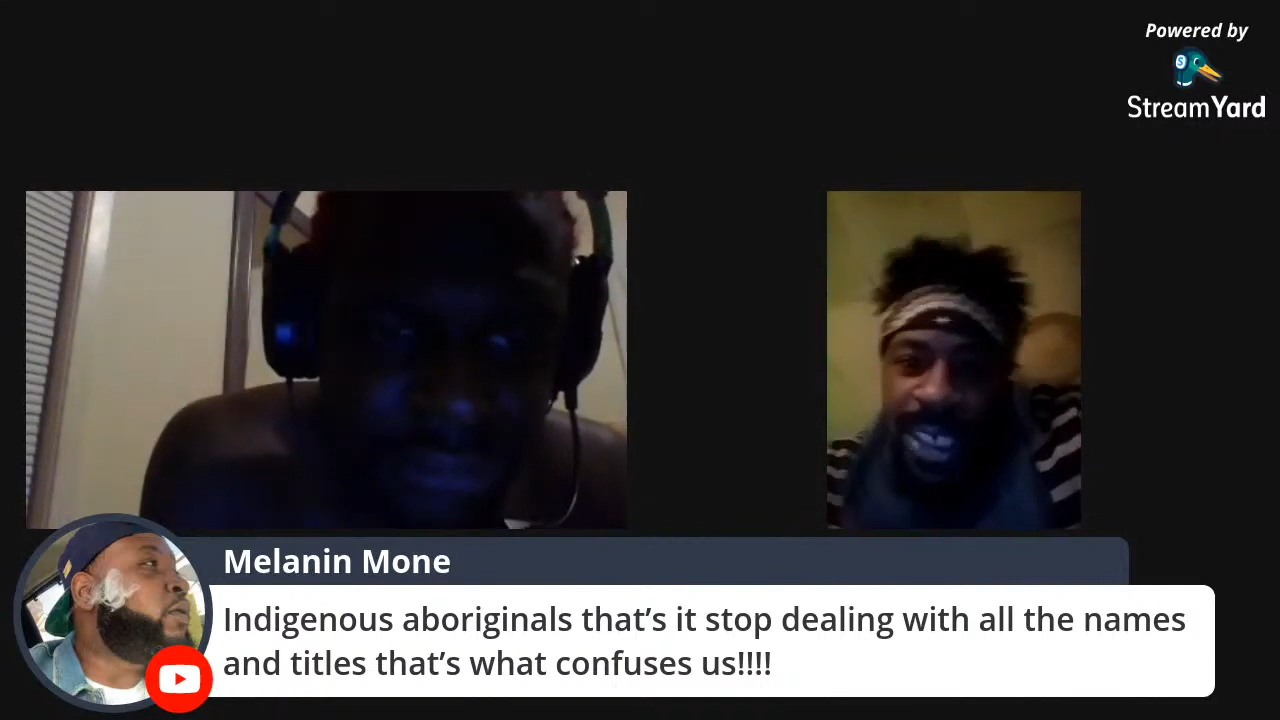 Powered by
StreamYard
Melanin Mone
Indigenous aboriginals that’s it stop dealing with all the names
and titles that’s what confuses us!!!!